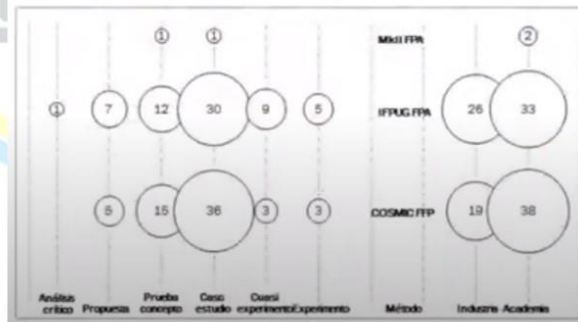 1 1 MkII FPA 2
1 7 12 30 9 5 IFPUG FPA 26 33
5 15 36 3 3 COSMIC FFP 19 38
Análisis crítico Propuesta Prueba concepto Caso estudio Cuasi experimento Experimento Método Industria Academia